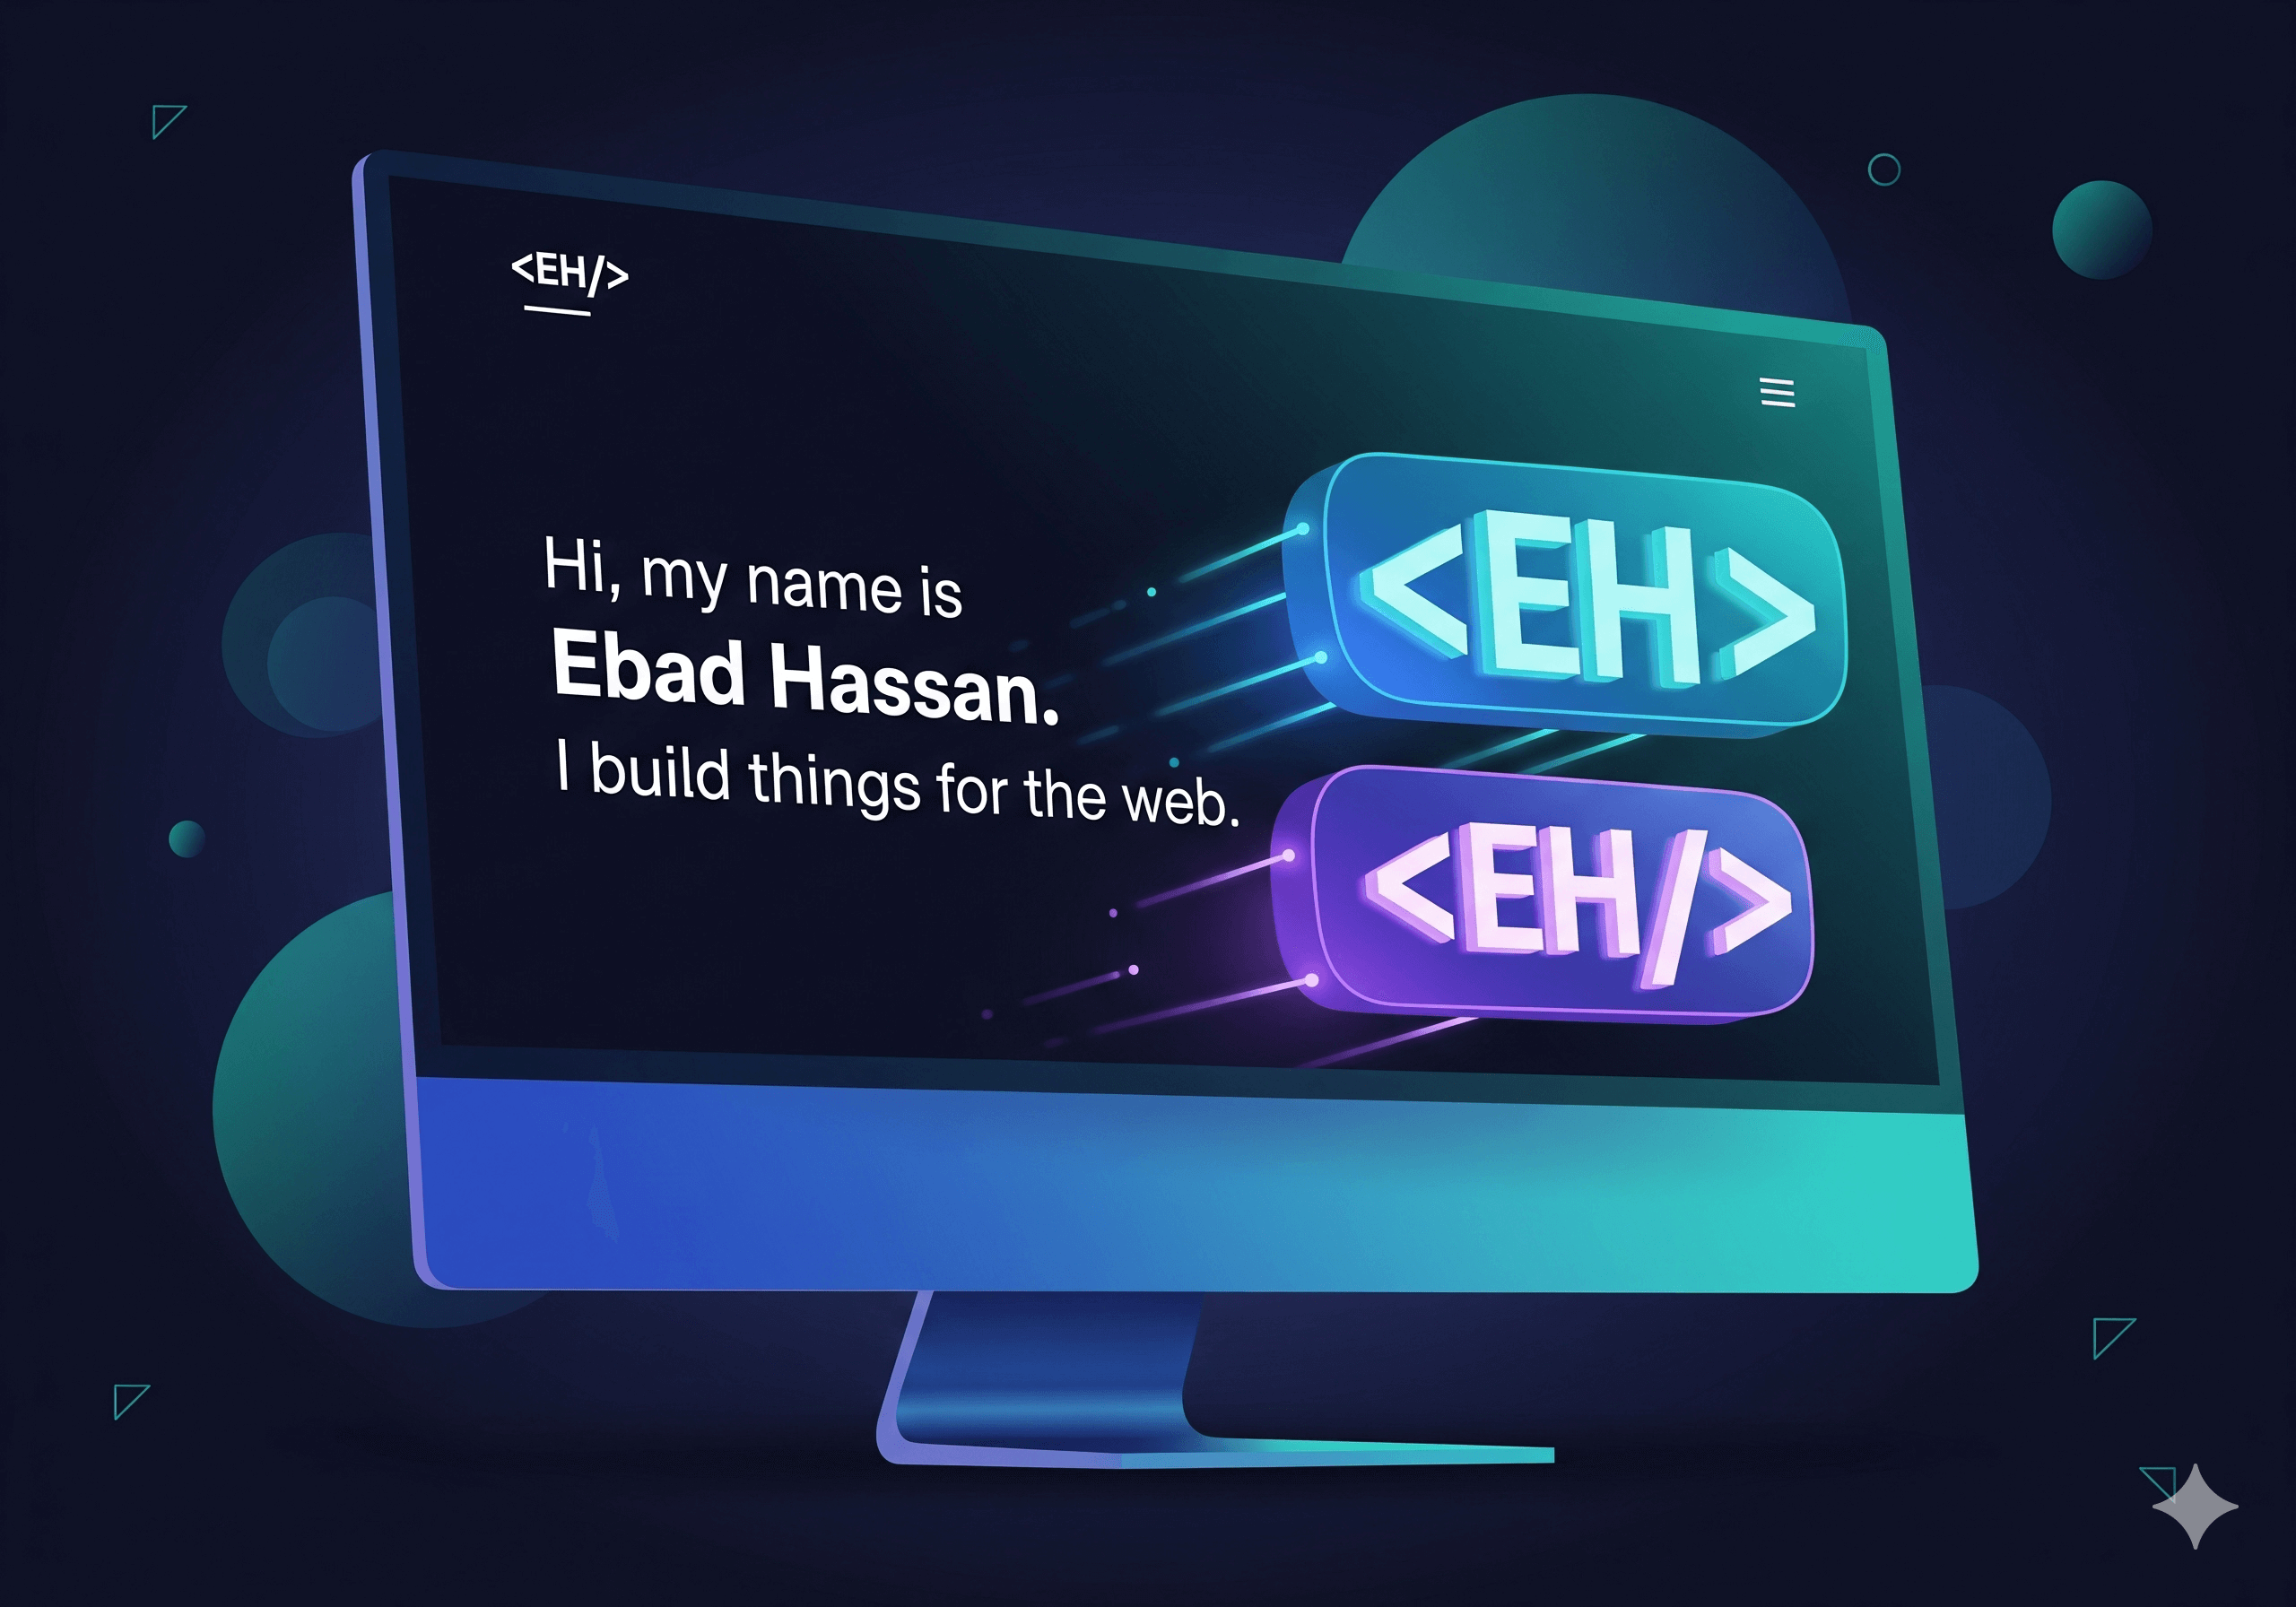 <EH/>
Hi, my name is
Ebad Hassan.
I build things for the web.
<EH>
<EH/>